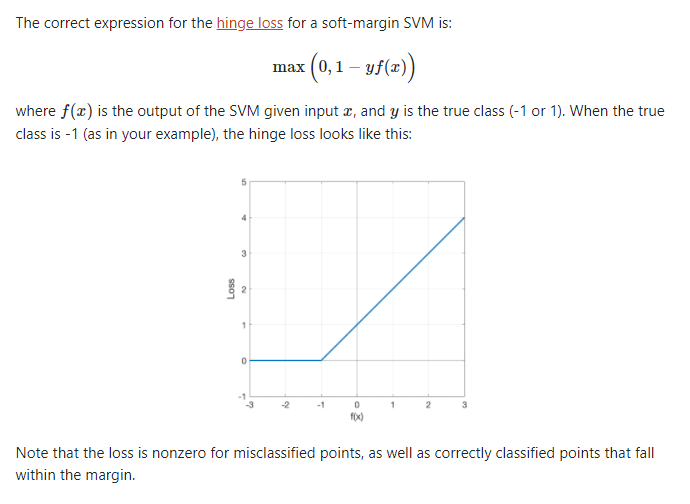 The correct expression for the hinge loss for a soft-margin SVM is:
max (0, 1 − yf(x))
where f(x) is the output of the SVM given input x, and y is the true class (-1 or 1). When the true
class is -1 (as in your example), the hinge loss looks like this:
5
4
3
2
1
0
-1
Loss
-3 -2 -1 0 1 2 3
f(x)
Note that the loss is nonzero for misclassified points, as well as correctly classified points that fall
within the margin.